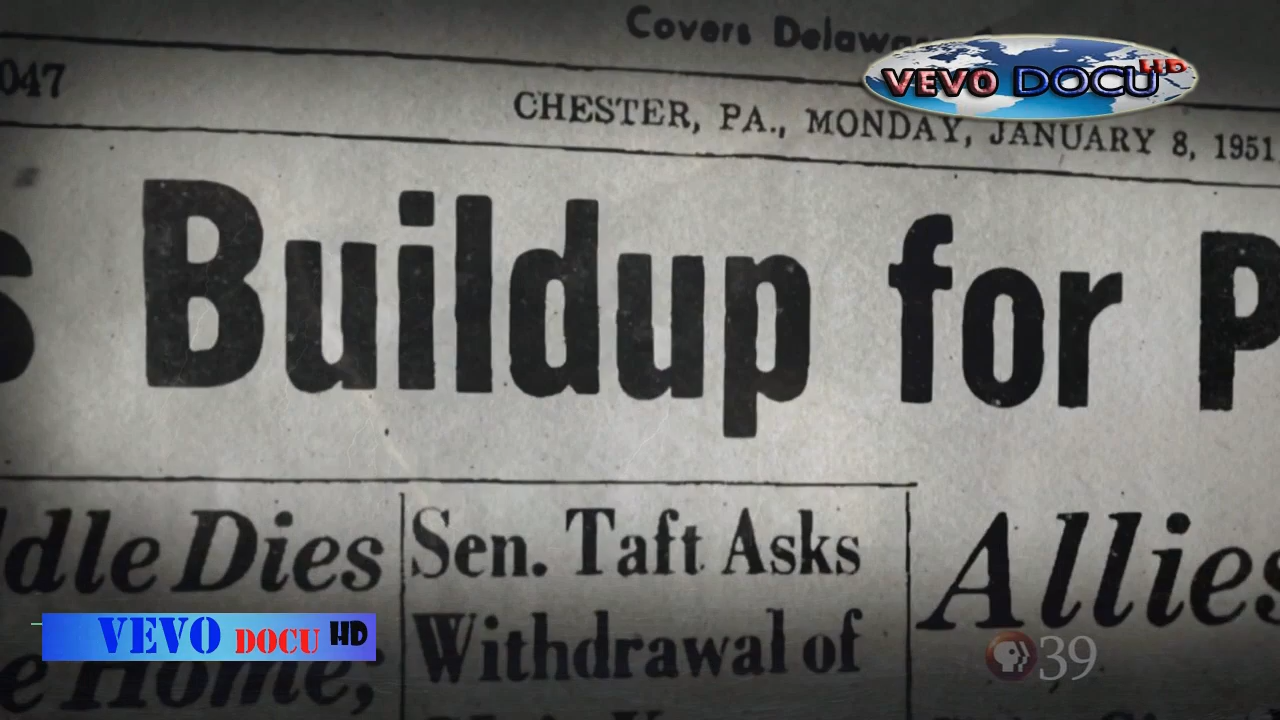 Covers
047
VEVO DOCU HD
CHESTER, PA., MONDAY, JANUARY 8, 1951
s Buildup for P
dle Dies
Sen. Taft Asks
Allies
VEVO DOCU HD
Withdrawal of
e Home;
39